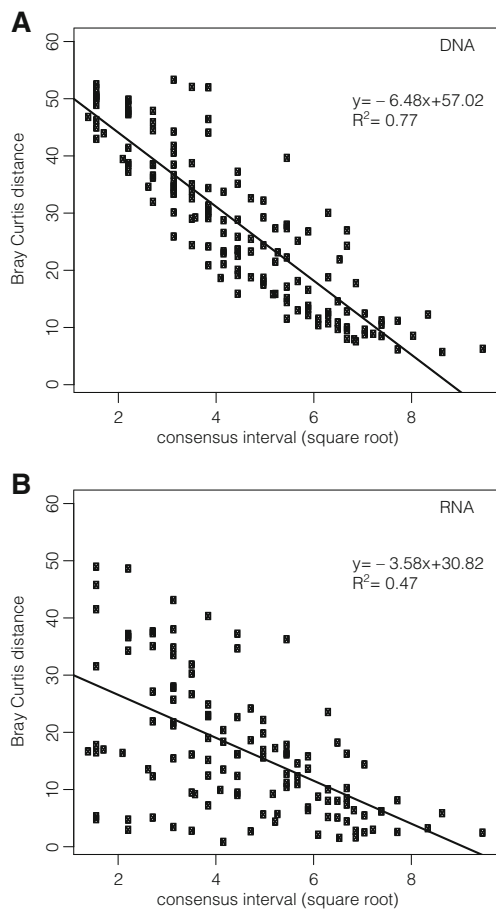 A
DNA
y= − 6.48x+57.02
R²= 0.77
Bray Curtis distance
60
50
40
30
20
10
0
2 4 6 8
consensus interval (square root)
B
RNA
y= − 3.58x+30.82
R²= 0.47
Bray Curtis distance
60
50
40
30
20
10
0
2 4 6 8
consensus interval (square root)